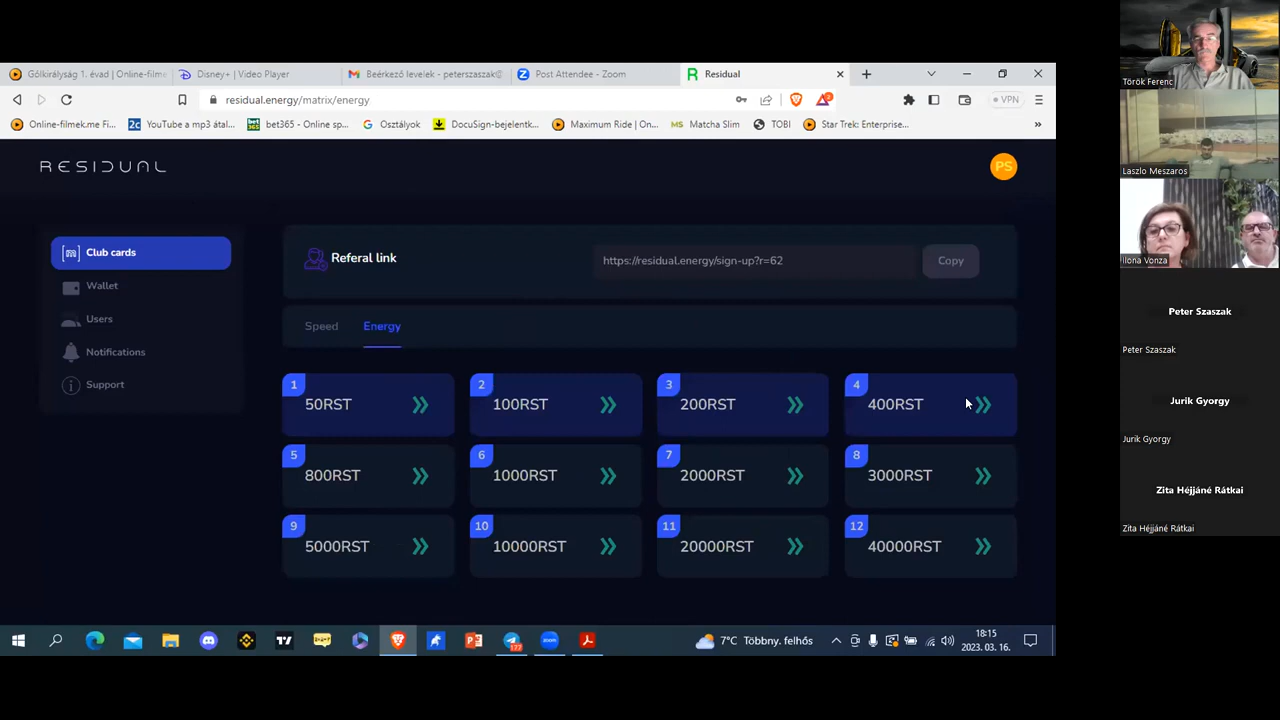 Gólkirályság 1. évad | Online-filme
Disney+ | Video Player
Beérkező levelek - peterszaszak@
Post Attendee - Zoom
R Residual
residual.energy/matrix/energy
VPN
Online-filmek.me Fi...
YouTube a mp3 átal...
bet365 - Online sp...
Osztályok
DocuSign-bejelentk...
Maximum Ride | On...
MS Matcha Slim
TOBI
Star Trek: Enterprise...
RESIDUAL
PS
Club cards
Wallet
Users
Notifications
Support
Referal link
https://residual.energy/sign-up?r=62
Copy
Speed
Energy
1
50RST
2
100RST
3
200RST
4
400RST
5
800RST
6
1000RST
7
2000RST
8
3000RST
9
5000RST
10
10000RST
11
20000RST
12
40000RST
7°C Többny. felhős
18:15
2023. 03. 16.
Török Ferenc
Laszlo Meszaros
Ilona Vonza
Peter Szaszak
Peter Szaszak
Jurik Gyorgy
Jurik Gyorgy
Zita Héjjáné Rátkai
Zita Héjjáné Rátkai